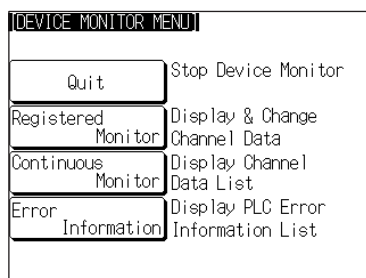 [DEVICE MONITOR MENU]
Quit
Stop Device Monitor
Registered
Monitor
Display & Change
Channel Data
Continuous
Monitor
Display Channel
Data List
Error
Information
Display PLC Error
Information List